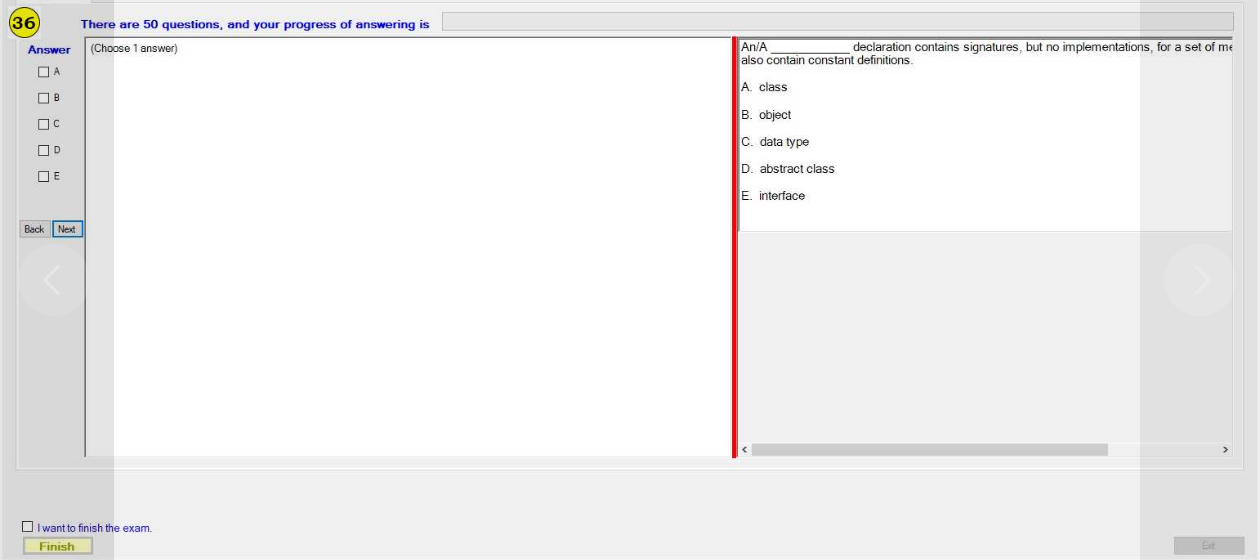 36
There are 50 questions, and your progress of answering is
Answer
(Choose 1 answer)
A
B
C
D
E
Back Next
An/A ____________ declaration contains signatures, but no implementations, for a set of me
also contain constant definitions.
A. class
B. object
C. data type
D. abstract class
E. interface
I want to finish the exam.
Finish
Exit